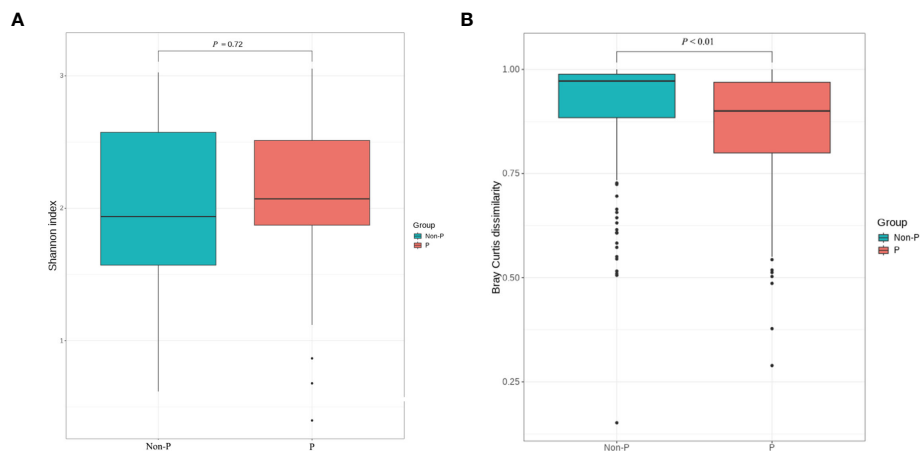 A
P = 0.72
3
2
1
Shannon index
Non-P
P
Group
Non-P
P
B
P < 0.01
1.00
0.75
0.50
0.25
Bray Curtis dissimilarity
Non-P
P
Group
Non-P
P